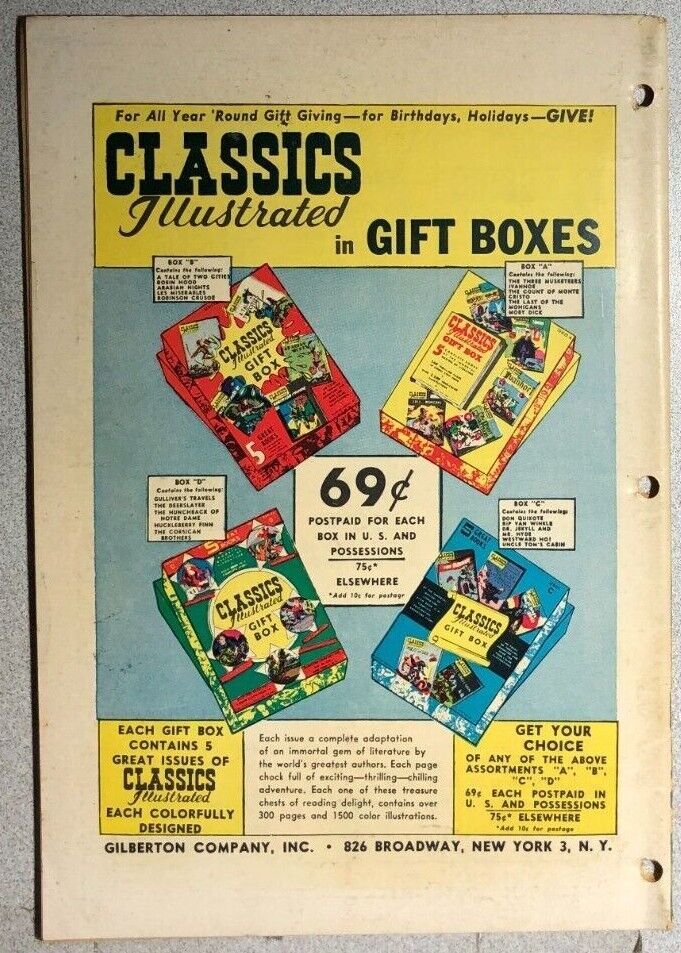 For All Year 'Round Gift Giving—for Birthdays, Holidays—GIVE!
CLASSICS
Illustrated
in GIFT BOXES
BOX "B"
Contains the following:
A TALE OF TWO CITIES
ROBIN HOOD
ARABIAN NIGHTS
LES MISERABLES
ROBINSON CRUSOE
BOX "A"
Contains the following:
THE THREE MUSKETEERS
IVANHOE
THE COUNT OF MONTE
CRISTO
THE LAST OF THE
MOHICANS
MOBY DICK
CLASSICS
Illustrated
GIFT
BOX
5
GREAT
CLASSICS
Illustrated
GIFT BOX
5
69¢
POSTPAID FOR EACH
BOX IN U. S. AND
POSSESSIONS
75¢*
ELSEWHERE
*Add 10c for postage
BOX "D"
Contains the following:
GULLIVER'S TRAVELS
THE DEERSLAYER
THE HUNCHBACK OF
NOTRE DAME
HUCKLEBERRY FINN
THE CORSICAN
BROTHERS
BOX "C"
Contains the following:
DON QUIXOTE
RIP VAN WINKLE
DR. JEKYLL AND
MR. HYDE
WESTWARD HO!
UNCLE TOM'S CABIN
CLASSICS
Illustrated
GIFT
BOX
5 GREAT
CLASSICS
Illustrated
GIFT BOX
EACH GIFT BOX
CONTAINS 5
GREAT ISSUES OF
CLASSICS
Illustrated
EACH COLORFULLY
DESIGNED
Each issue a complete adaptation
of an immortal gem of literature by
the world's greatest authors. Each page
chock full of exciting—thrilling—chilling
adventure. Each one of these treasure
chests of reading delight, contains over
300 pages and 1500 color illustrations.
GET YOUR
CHOICE
OF ANY OF THE ABOVE
ASSORTMENTS "A", "B",
"C", "D"
69¢ EACH POSTPAID IN
U. S. AND POSSESSIONS
75¢* ELSEWHERE
*Add 10c for postage
GILBERTON COMPANY, INC. • 826 BROADWAY, NEW YORK 3, N. Y.